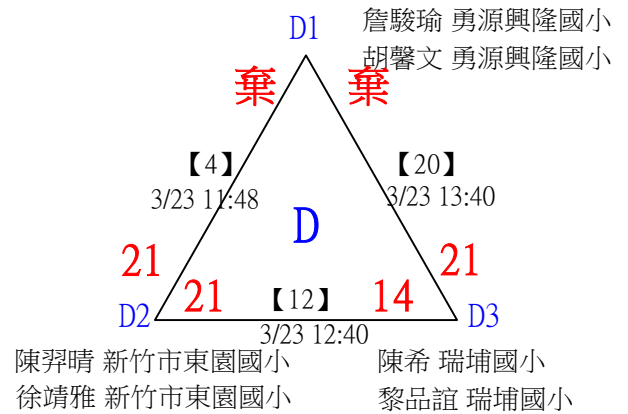 D1
詹駿瑜 勇源興隆國小
胡馨文 勇源興隆國小
棄 棄
【4】 【20】
3/23 11:48 3/23 13:40
D
21 21
21 【12】 14
D2 D3
3/23 12:40
陳羿晴 新竹市東園國小 陳希 瑞埔國小
徐靖雅 新竹市東園國小 黎品誼 瑞埔國小